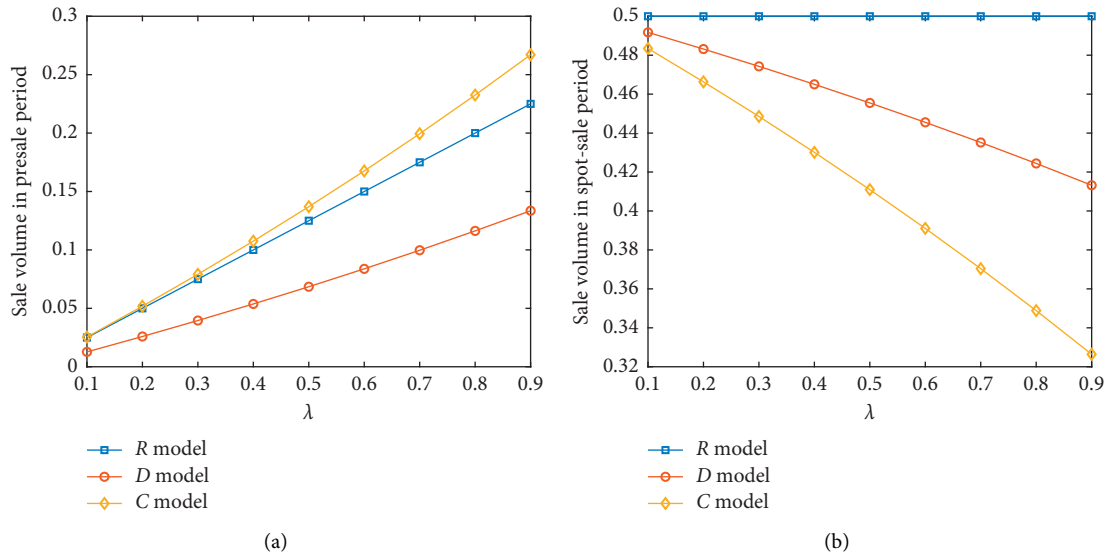 Sale volume in presale period
0.3
0.25
0.2
0.15
0.1
0.05
0
0.1 0.2 0.3 0.4 0.5 0.6 0.7 0.8 0.9
λ
R model
D model
C model
(a)
Sale volume in spot-sale period
0.5
0.48
0.46
0.44
0.42
0.4
0.38
0.36
0.34
0.32
0.1 0.2 0.3 0.4 0.5 0.6 0.7 0.8 0.9
λ
R model
D model
C model
(b)